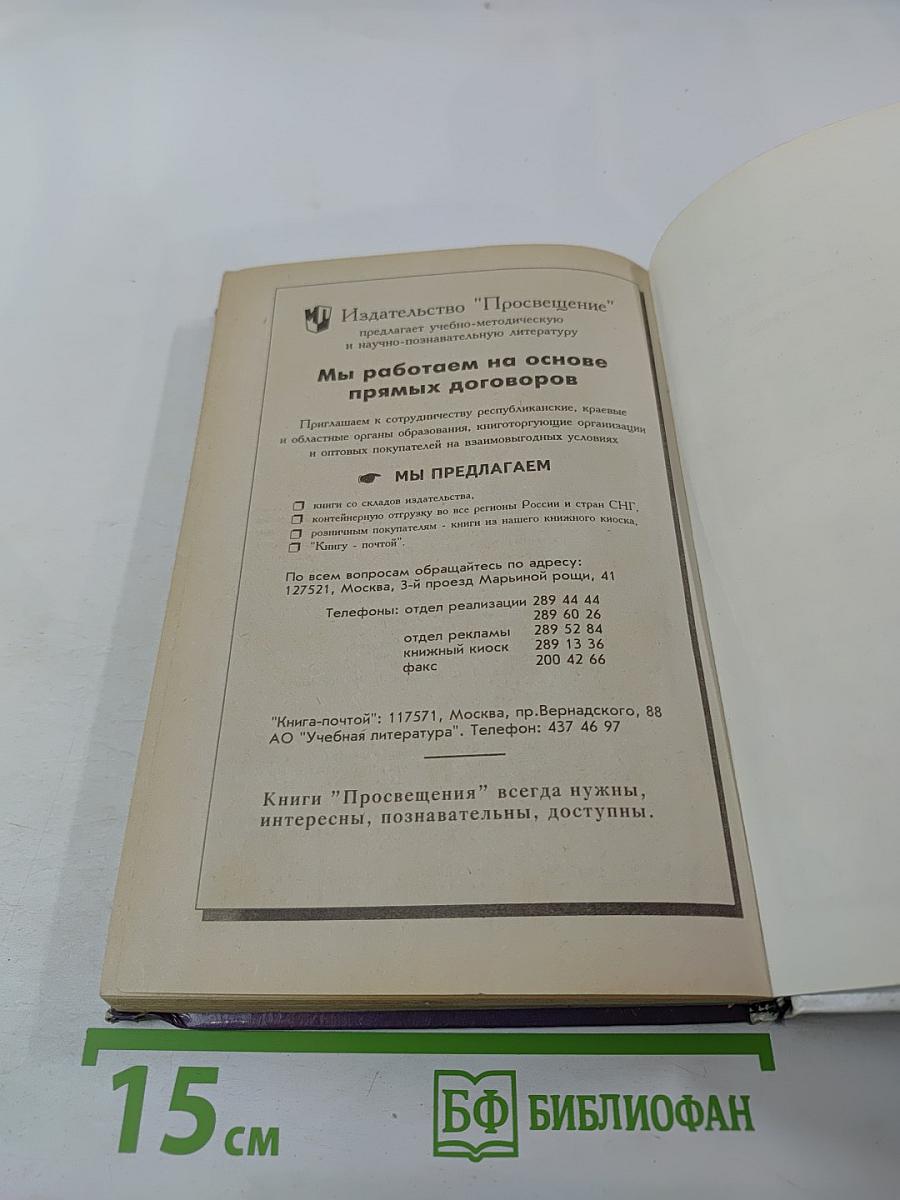 Издательство "Просвещение"
предлагает учебно-методическую
и научно-познавательную литературу
Мы работаем на основе
прямых договоров
Приглашаем к сотрудничеству республиканские, краевые
и областные органы образования, книготоргующие организации
и оптовых покупателей на взаимовыгодных условиях
МЫ ПРЕДЛАГАЕМ
книги со складов издательства,
контейнерную отгрузку во все регионы России и стран СНГ,
розничным покупателям - книги из нашего книжного киоска,
"Книгу - почтой".
По всем вопросам обращайтесь по адресу:
127521, Москва, 3-й проезд Марьиной рощи, 41
Телефоны: отдел реализации 289 44 44
289 60 26
отдел рекламы 289 52 84
книжный киоск 289 13 36
факс 200 42 66
"Книга-почтой": 117571, Москва, пр.Вернадского, 88
АО "Учебная литература". Телефон: 437 46 97
Книги "Просвещения" всегда нужны,
интересны, познавательны, доступны.
15 см
БФ БИБЛИОФАН